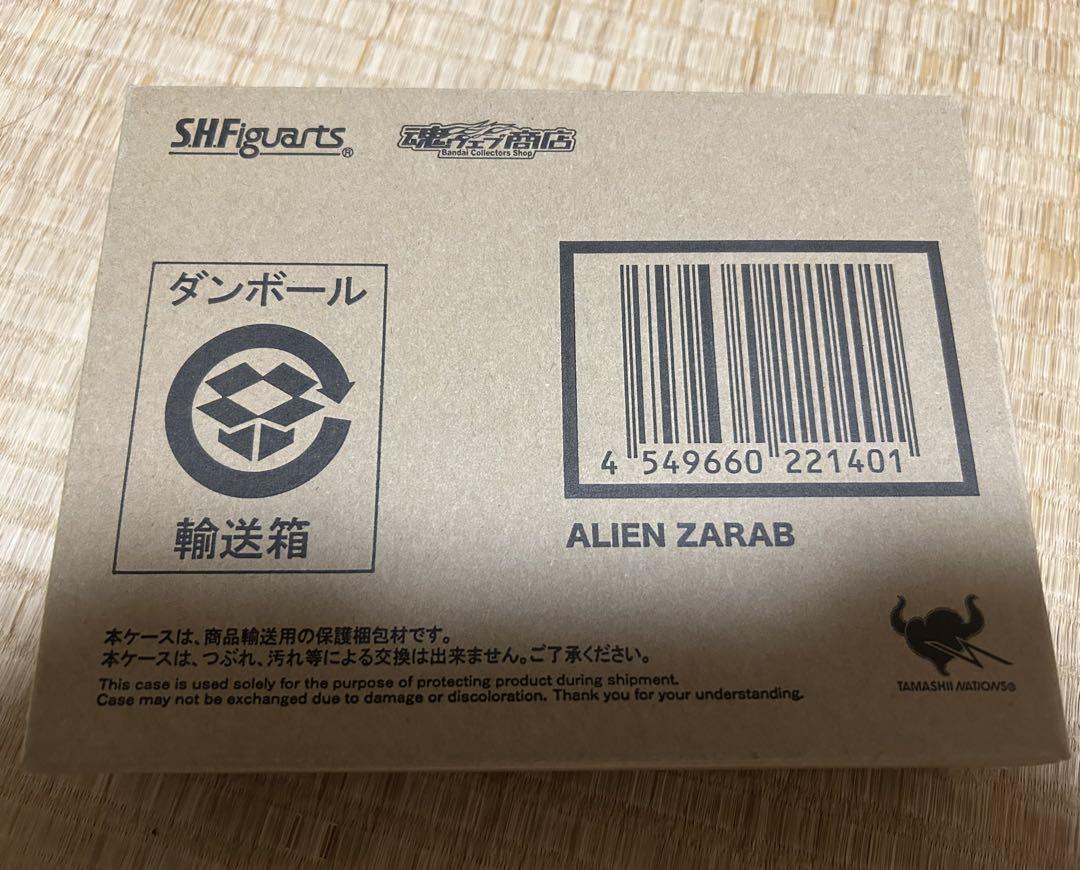 S.H.Figuarts®
魂ウェブ商店
Bandai Collectors Shop
ダンボール
輸送箱
4 549660 221401
ALIEN ZARAB
本ケースは、商品輸送用の保護梱包材です。
本ケースは、つぶれ、汚れ等による交換は出来ません。ご了承ください。
This case is used solely for the purpose of protecting product during shipment.
Case may not be exchanged due to damage or discoloration. Thank you for your understanding.
TAMASHII NATIONS®